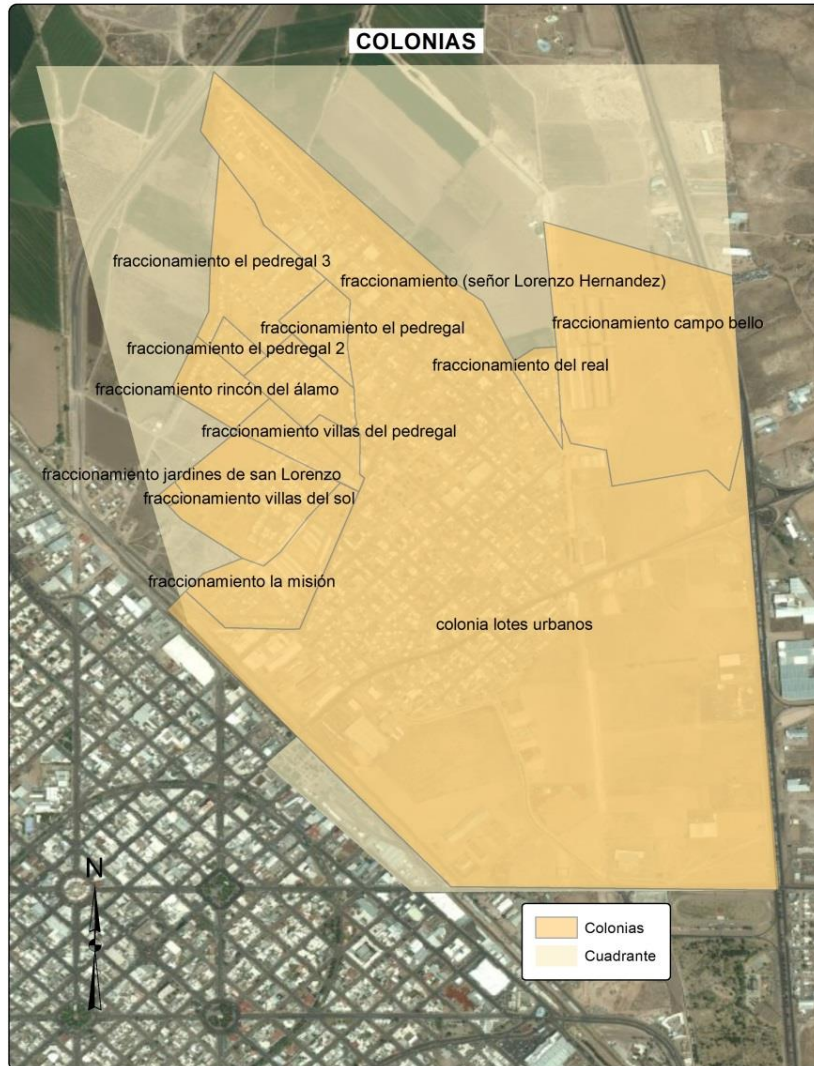 COLONIAS
fraccionamiento el pedregal 3
fraccionamiento (señor Lorenzo Hernandez)
fraccionamiento campo bello
fraccionamiento el pedregal
fraccionamiento el pedregal 2
fraccionamiento del real
fraccionamiento rincón del álamo
fraccionamiento villas del pedregal
fraccionamiento jardines de san Lorenzo
fraccionamiento villas del sol
fraccionamiento la misión
colonia lotes urbanos
N
Colonias
Cuadrante